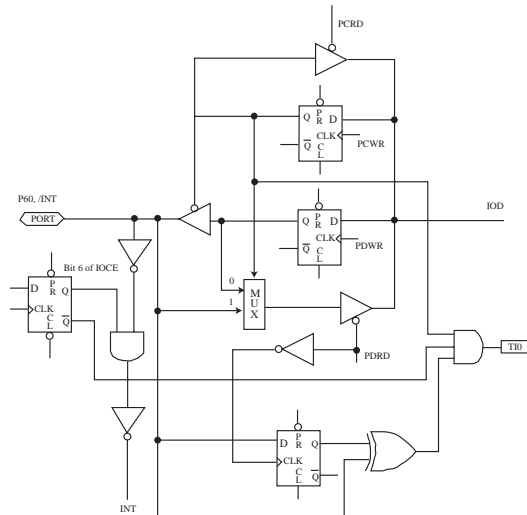 PCRD
Q P R D
CLK
Q C L
PCWR
P60, /INT
PORT
IOD
Q P R D
CLK
Q C L
PDWR
Bit 6 of IOCE
D P R Q
CLK
C L Q
0
1
MUX
PDRD
TI0
D P R Q
CLK
C L Q
INT